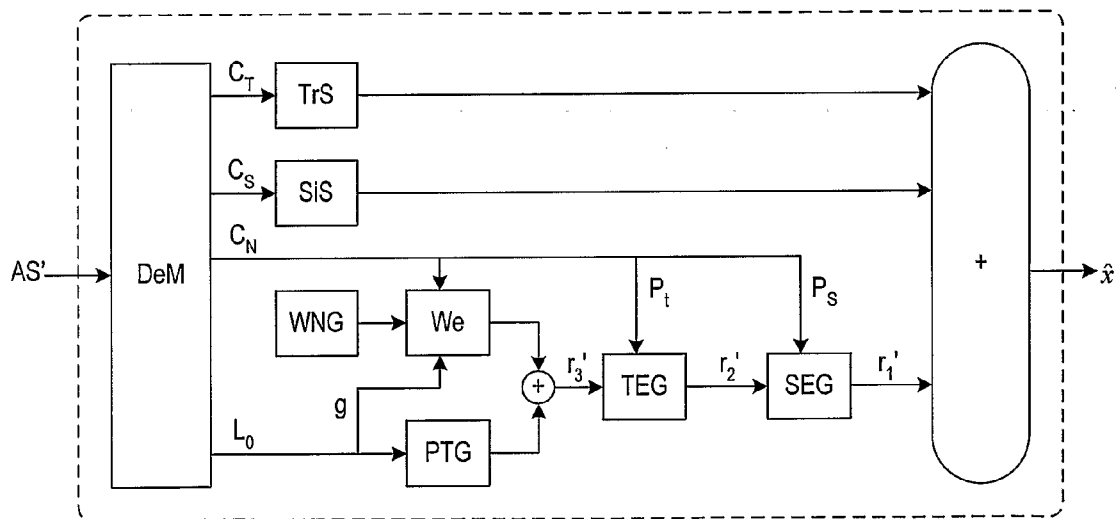 C_T
TrS
C_S
SiS
C_N
AS'
DeM
+
x̂
WNG
We
P_t
P_S
+
r_3'
TEG
r_2'
SEG
r_1'
g
L_0
PTG